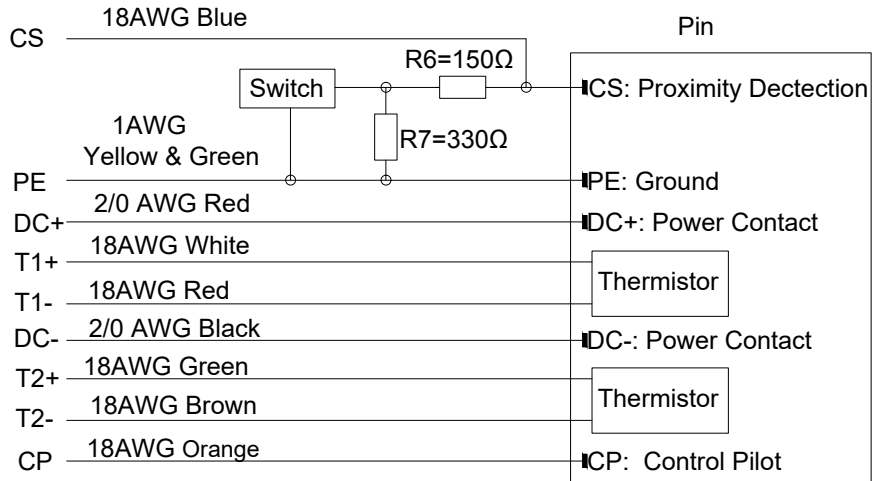 18AWG Blue
CS
Pin
R6=150Ω
Switch
CS: Proximity Dectection
1AWG
Yellow & Green
R7=330Ω
PE
PE: Ground
2/0 AWG Red
DC+
DC+: Power Contact
18AWG White
T1+
Thermistor
18AWG Red
T1-
2/0 AWG Black
DC-
DC-: Power Contact
18AWG Green
T2+
Thermistor
18AWG Brown
T2-
18AWG Orange
CP
CP: Control Pilot